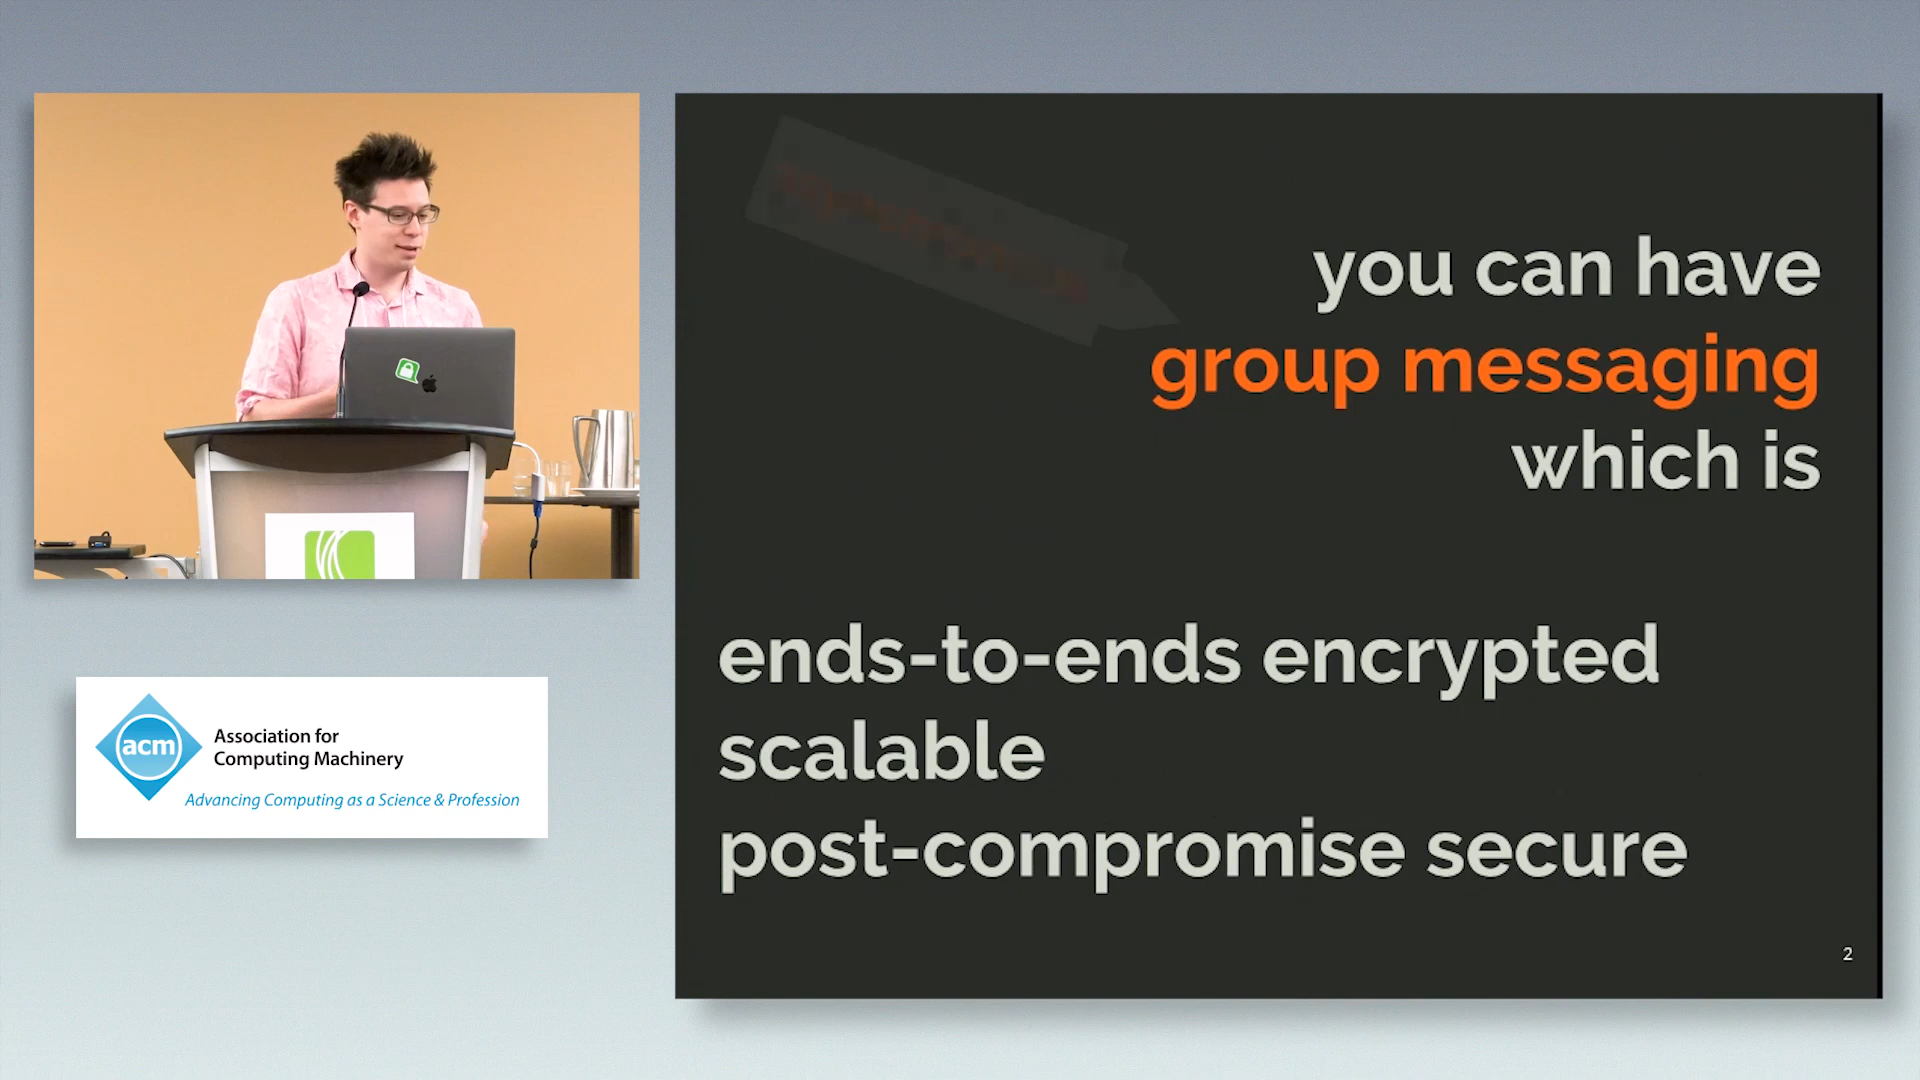 you can have
group messaging
which is
ends-to-ends encrypted
scalable
post-compromise secure
2
acm
Association for
Computing Machinery
Advancing Computing as a Science & Profession